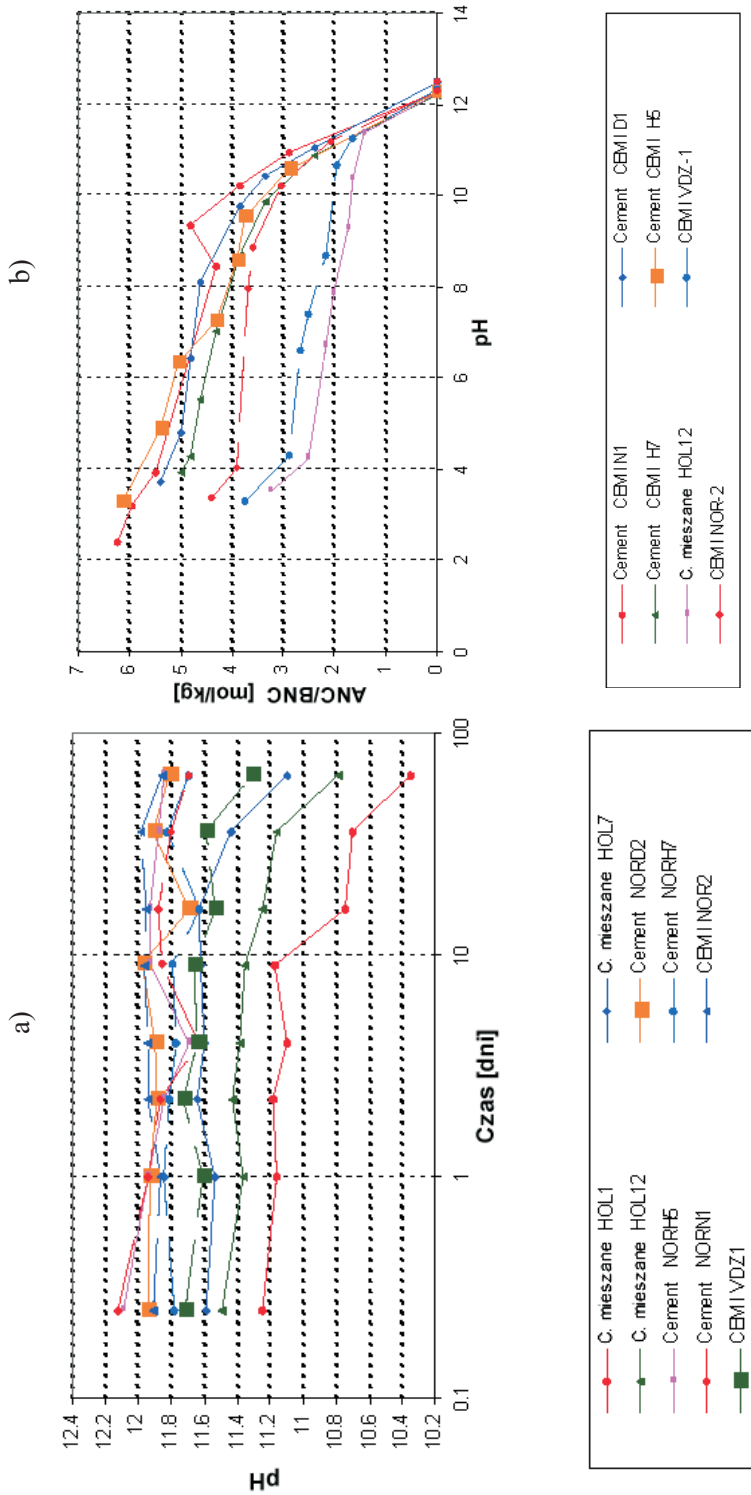 a)
12.4
12.2
12
11.8
11.6
11.4
11.2
11
10.8
10.6
10.4
10.2
pH
0.1
1
10
100
Czas [dni]
C. mieszane HOL1
C. mieszane HOL7
C. mieszane HOL12
Cement NORD2
Cement NORH5
Cement NORH7
Cement NORN1
CEM I NOR2
CEM I VDZ1
b)
7
6
5
4
3
2
1
0
ANC/BNC [mol/kg]
0
2
4
6
8
10
12
14
pH
Cement CEM I N1
Cement CEM I D1
Cement CEM I H7
Cement CEM I H5
C. mieszane HOL12
CEM I VDZ-1
CEM I NOR-2